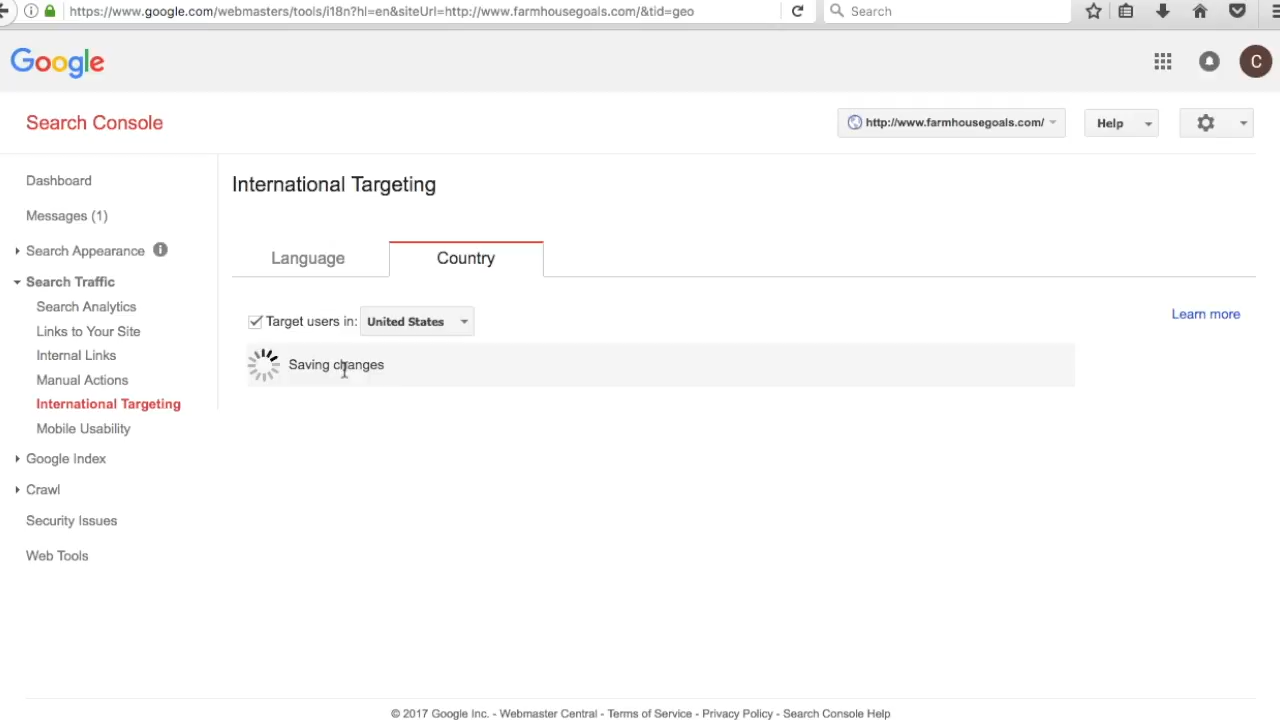 https://www.google.com/webmasters/tools/i18n?hl=en&siteUrl=http://www.farmhousegoals.com/&tid=geo
Search
Google
C
Search Console
http://www.farmhousegoals.com/
Help
Dashboard
Messages (1)
Search Appearance
Search Traffic
Search Analytics
Links to Your Site
Internal Links
Manual Actions
International Targeting
Mobile Usability
Google Index
Crawl
Security Issues
Web Tools
International Targeting
Language
Country
Target users in: United States
Learn more
Saving changes
© 2017 Google Inc. - Webmaster Central - Terms of Service - Privacy Policy - Search Console Help